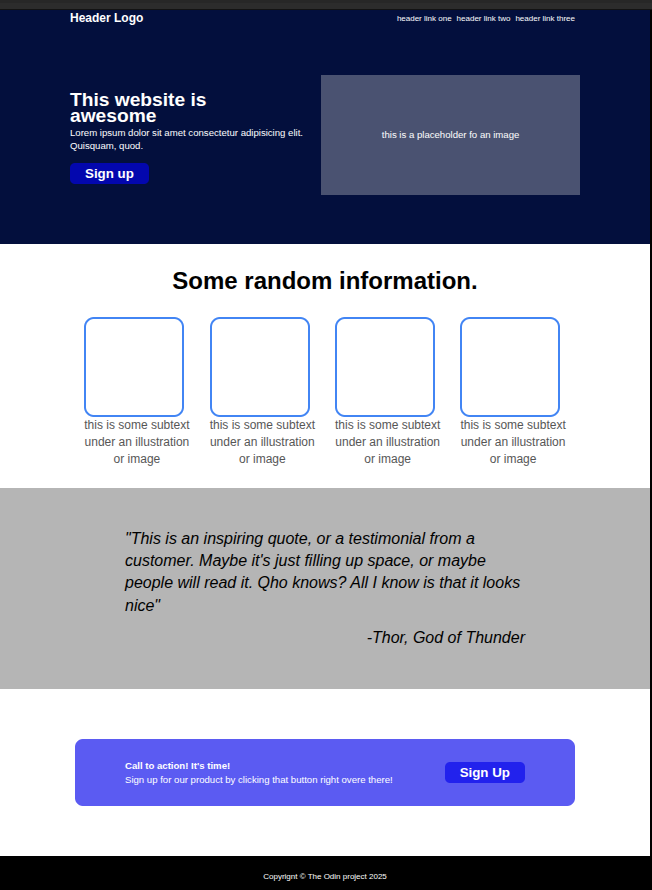 Header Logo
header link one header link two header link three
This website is
awesome
Lorem ipsum dolor sit amet consectetur adipisicing elit.
Quisquam, quod.
Sign up
this is a placeholder fo an image
Some random information.
this is some subtext
under an illustration
or image
this is some subtext
under an illustration
or image
this is some subtext
under an illustration
or image
this is some subtext
under an illustration
or image
"This is an inspiring quote, or a testimonial from a
customer. Maybe it's just filling up space, or maybe
people will read it. Qho knows? All I know is that it looks
nice"
-Thor, God of Thunder
Call to action! It's time!
Sign up for our product by clicking that button right overe there!
Sign Up
Copyrignt © The Odin project 2025